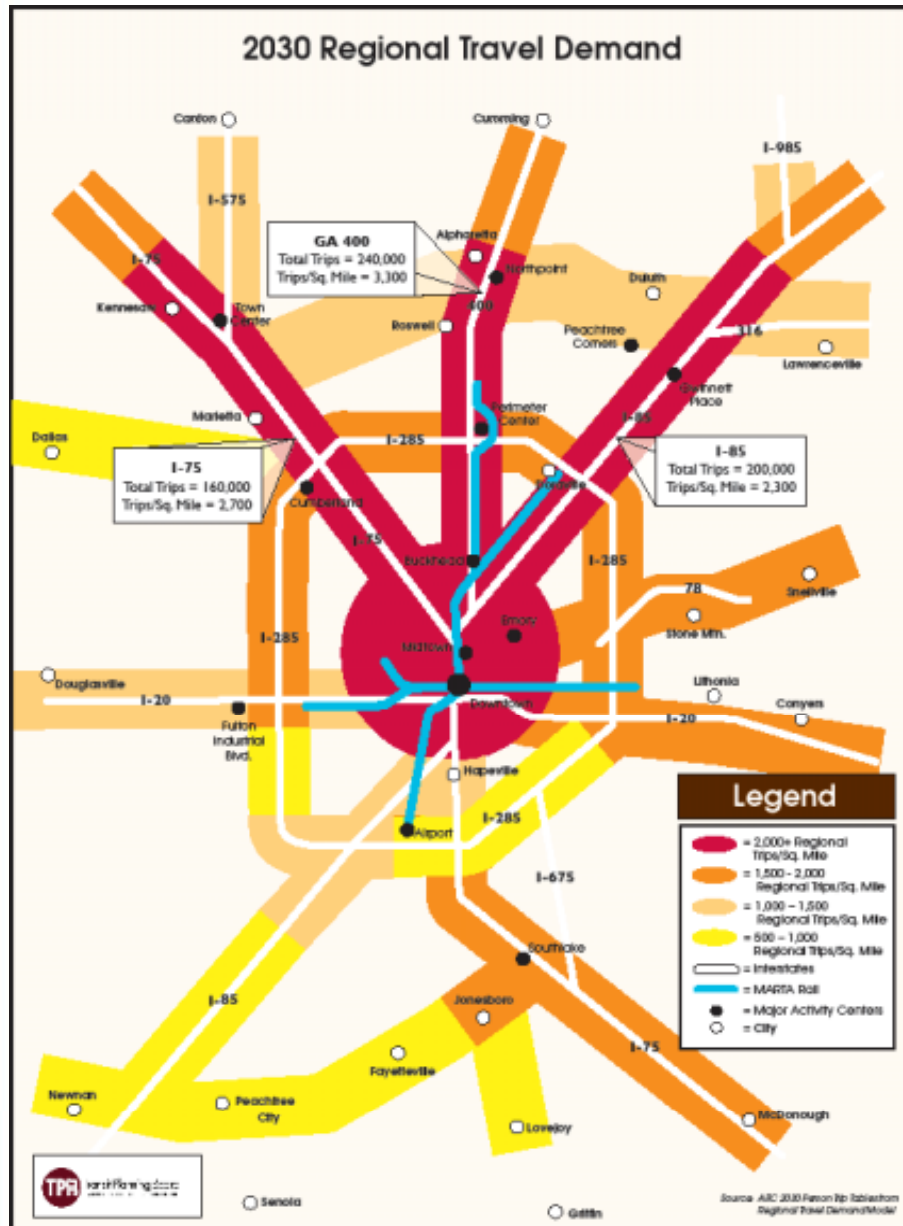 2030 Regional Travel Demand
Canton
Cumming
I-985
I-575
GA 400
Total Trips = 240,000
Trips/Sq. Mile = 3,300
Alpharetta
I-75
Northpoint
Duluth
Kennesaw
Town
Center
400
Roswell
Peachtree
Corners
316
Lawrenceville
Gwinnett
Place
Marietta
Perimeter
Center
I-85
Dallas
I-285
I-75
Total Trips = 160,000
Trips/Sq. Mile = 2,700
I-85
Total Trips = 200,000
Trips/Sq. Mile = 2,300
Doraville
Cumberland
I-75
Buckhead
I-285
78
Snellville
Stone Mtn.
Emory
I-285
Midtown
Douglasville
I-20
Downtown
Lithonia
Conyers
I-20
Fulton
Industrial
Blvd.
Hapeville
Airport
I-285
I-675
Legend
= 2,000+ Regional
Trips/Sq. Mile
= 1,500 - 2,000
Regional Trips/Sq. Mile
= 1,000 – 1,500
Regional Trips/Sq. Mile
= 500 – 1,000
Regional Trips/Sq. Mile
= Interstates
= MARTA Rail
= Major Activity Centers
= City
Southlake
I-85
Jonesboro
I-75
Fayetteville
Newnan
Peachtree
City
Lovejoy
McDonough
TPB
Senoia
Griffin
Source: ARC 2030 Person Trip Tables from
Regional Travel Demand Model